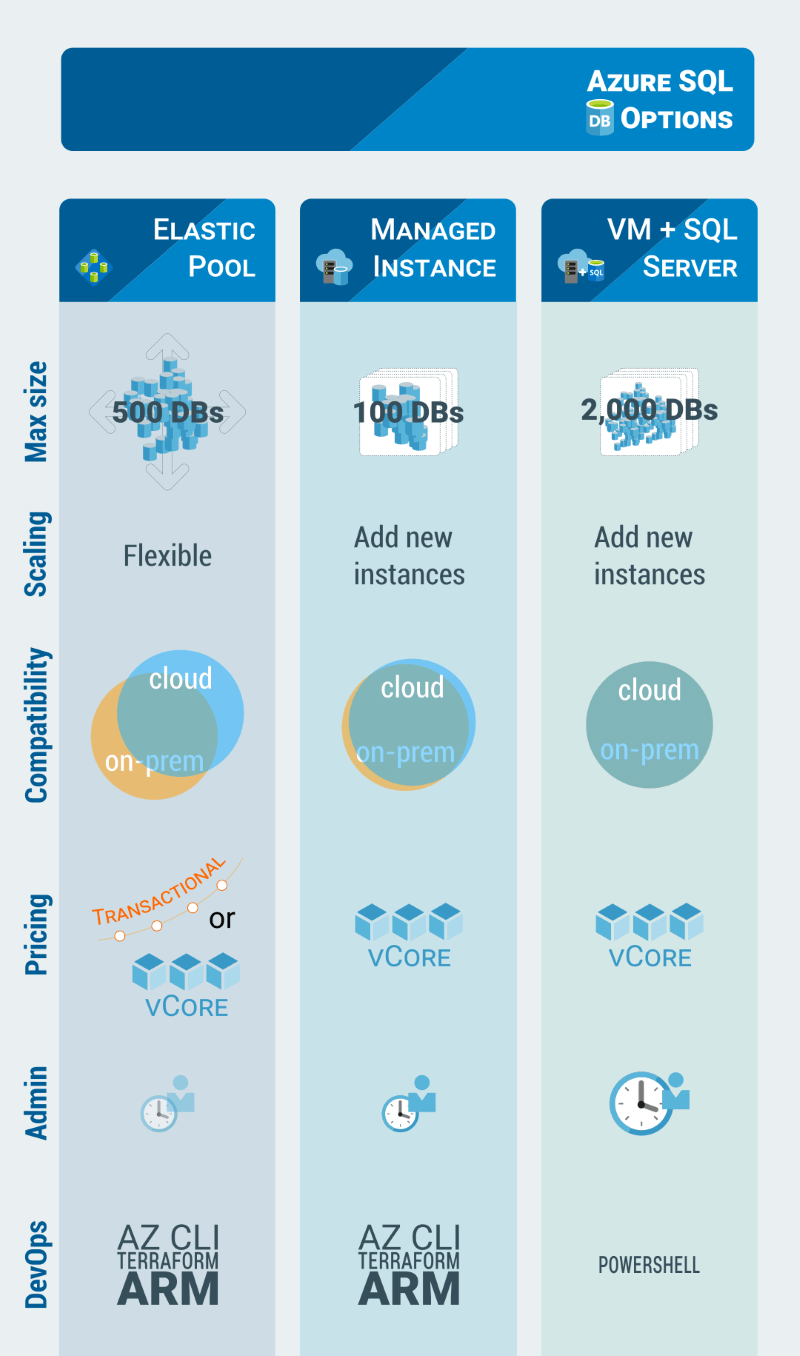 AZURE SQL
DB OPTIONS
ELASTIC
POOL
MANAGED
INSTANCE
VM + SQL
SERVER
+ SQL
Max size
500 DBs
100 DBs
2,000 DBs
Scaling
Flexible
Add new
instances
Add new
instances
Compatibility
cloud
on-prem
cloud
on-prem
cloud
on-prem
Pricing
TRANSACTIONAL
or
VCORE
VCORE
VCORE
Admin
DevOps
AZ CLI
TERRAFORM
ARM
AZ CLI
TERRAFORM
ARM
POWERSHELL